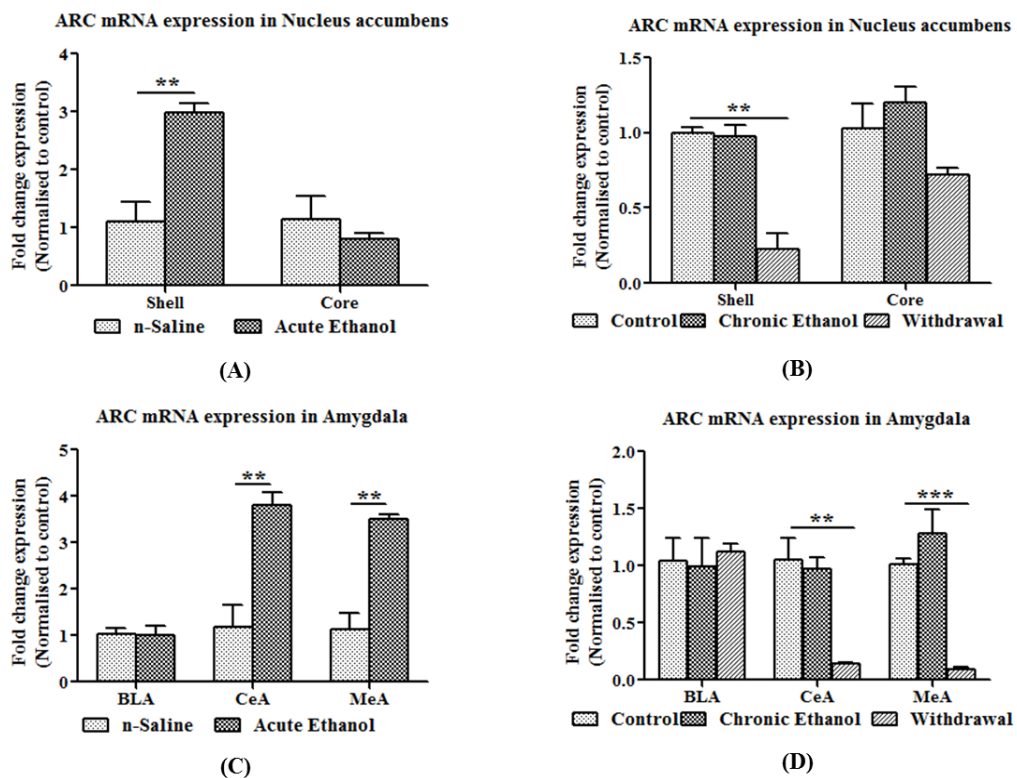 ARC mRNA expression in Nucleus accumbens
Fold change expression
(Normalised to control)
4
3
2
1
0
**
Shell
Core
n-Saline
Acute Ethanol
(A)
ARC mRNA expression in Nucleus accumbens
Fold change expression
(Normalised to control)
1.5
1.0
0.5
0.0
**
Shell
Core
Control
Chronic Ethanol
Withdrawal
(B)
ARC mRNA expression in Amygdala
Fold change expression
(Normalised to control)
5
4
3
2
1
0
**
**
BLA
CeA
MeA
n-Saline
Acute Ethanol
(C)
ARC mRNA expression in Amygdala
Fold change expression
(Normalised to control)
2.0
1.5
1.0
0.5
0.0
**
***
BLA
CeA
MeA
Control
Chronic Ethanol
Withdrawal
(D)